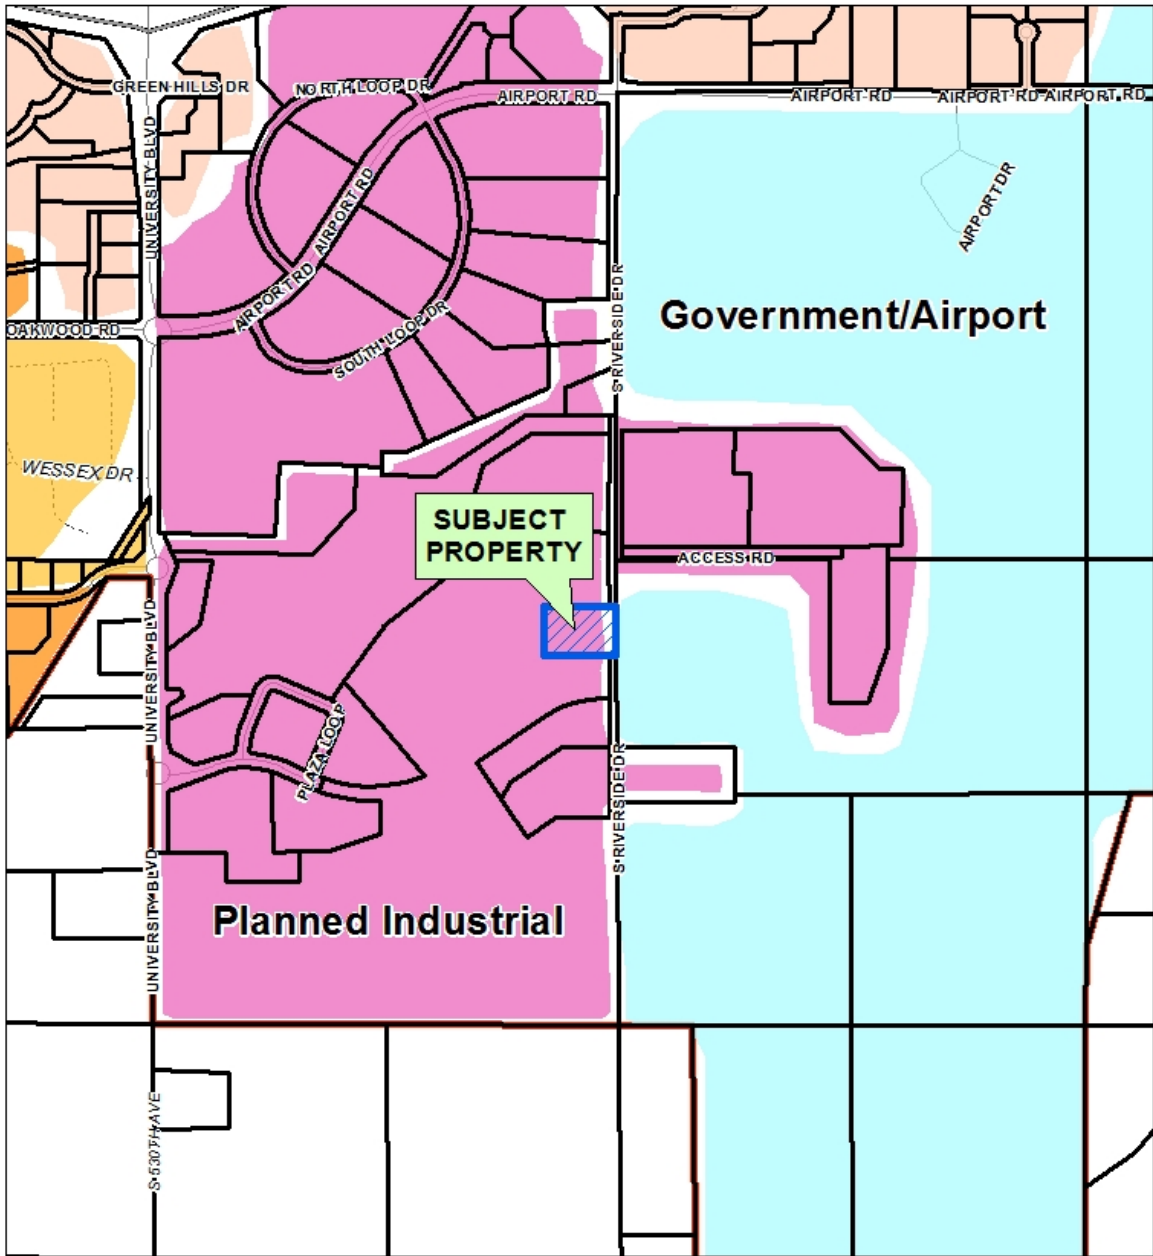 GREEN HILLS DR
NORTH LOOP DR
AIRPORT RD
AIRPORT RD
AIRPORT RD
AIRPORT RD
UNIVERSITY BLVD
AIRPORT RD
AIRPORT DR
AIRPORT RD
OAKWOOD RD
SOUTH LOOP DR
S RIVERSIDE DR
Government/Airport
WESSEX DR
SUBJECT
PROPERTY
ACCESS RD
UNIVERSITY BLVD
PLAZA LOOP
S RIVERSIDE DR
UNIVERSITY BLVD
Planned Industrial
S 530TH AVE